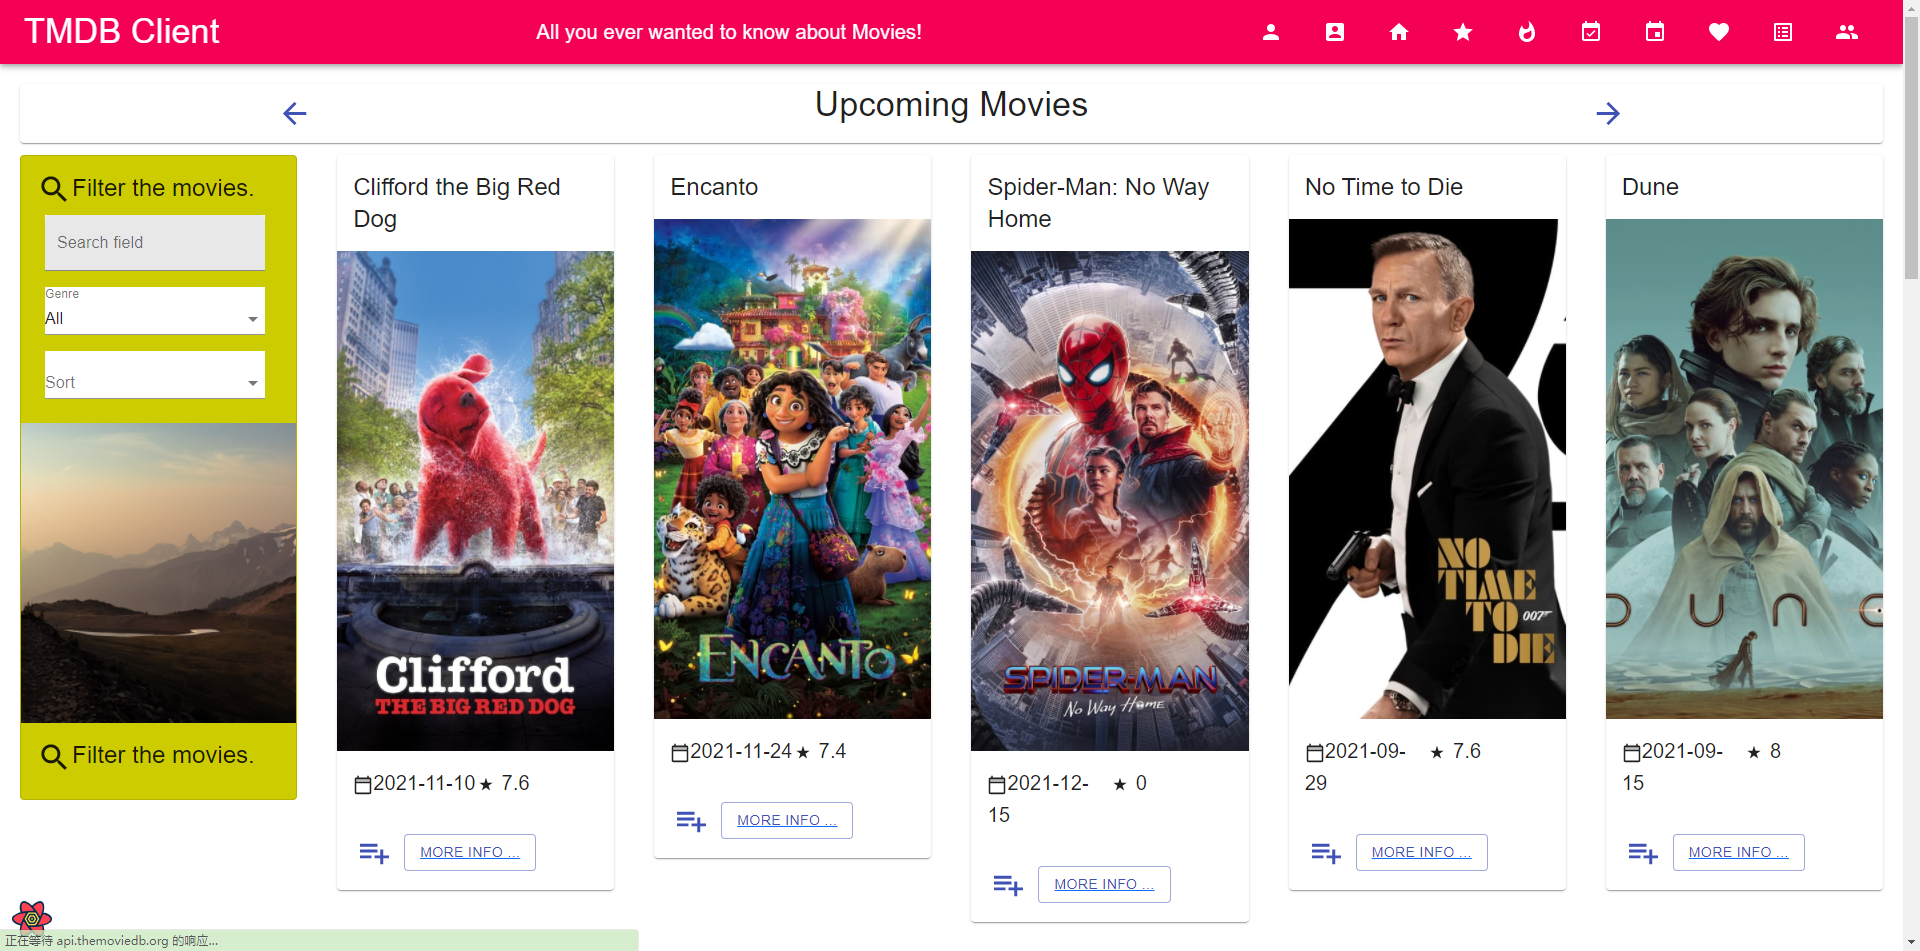 TMDB Client
All you ever wanted to know about Movies!
Upcoming Movies
Filter the movies.
Search field
Genre
All
Sort
Filter the movies.
Clifford the Big Red
Dog
Clifford
THE BIG RED DOG
2021-11-10 ★ 7.6
MORE INFO ...
Encanto
ENCANTO
2021-11-24 ★ 7.4
MORE INFO ...
Spider-Man: No Way
Home
SPIDER-MAN
No Way Home
2021-12-
15
★ 0
MORE INFO ...
No Time to Die
NO
TIME
TO
007
DIE
2021-09-
29
★ 7.6
MORE INFO ...
Dune
DUNC
2021-09-
15
★ 8
MORE INFO ...
正在等待 api.themoviedb.org 的响应...